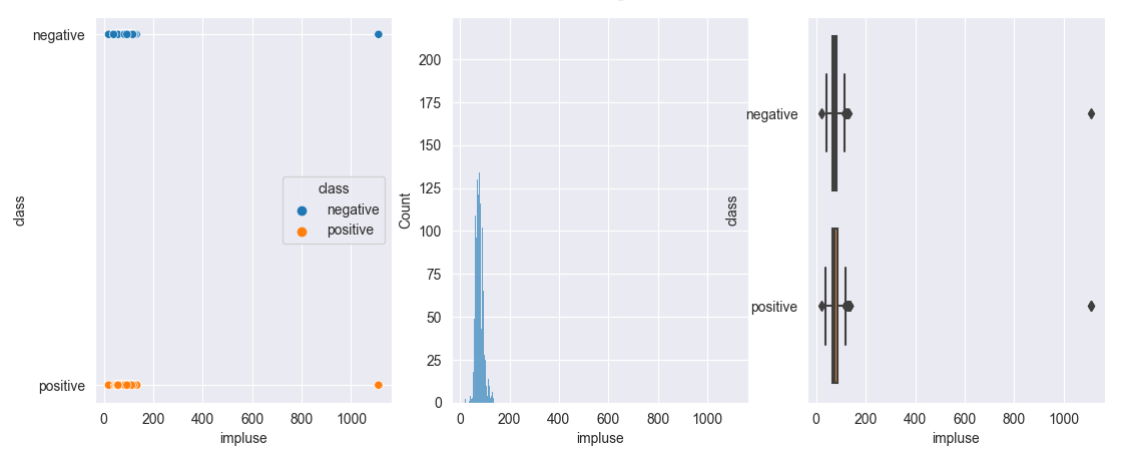 negative
positive
class
0 200 400 600 800 1000
impluse
class
negative
positive
200
175
150
125
100
75
50
25
0
Count
0 200 400 600 800 1000
impluse
negative
positive
class
0 200 400 600 800 1000
impluse